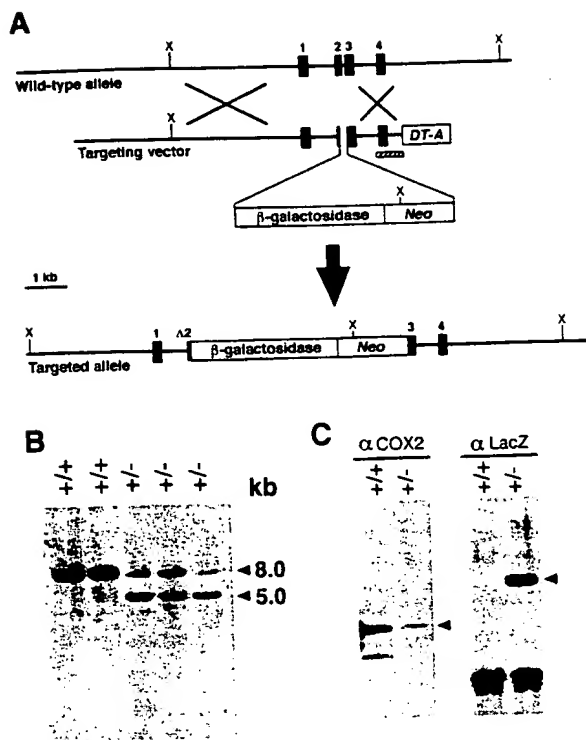 A
X
1
2
3
4
X
Wild-type allele
X
DT-A
Targeting vector
X
β-galactosidase
Neo
1 kb
X
1
Δ2
X
3
4
X
β-galactosidase
Neo
Targeted allele
B
+/+
+/+
+/-
+/-
+/-
kb
8.0
5.0
C
α COX2
+/+
+/-
α LacZ
+/+
+/-